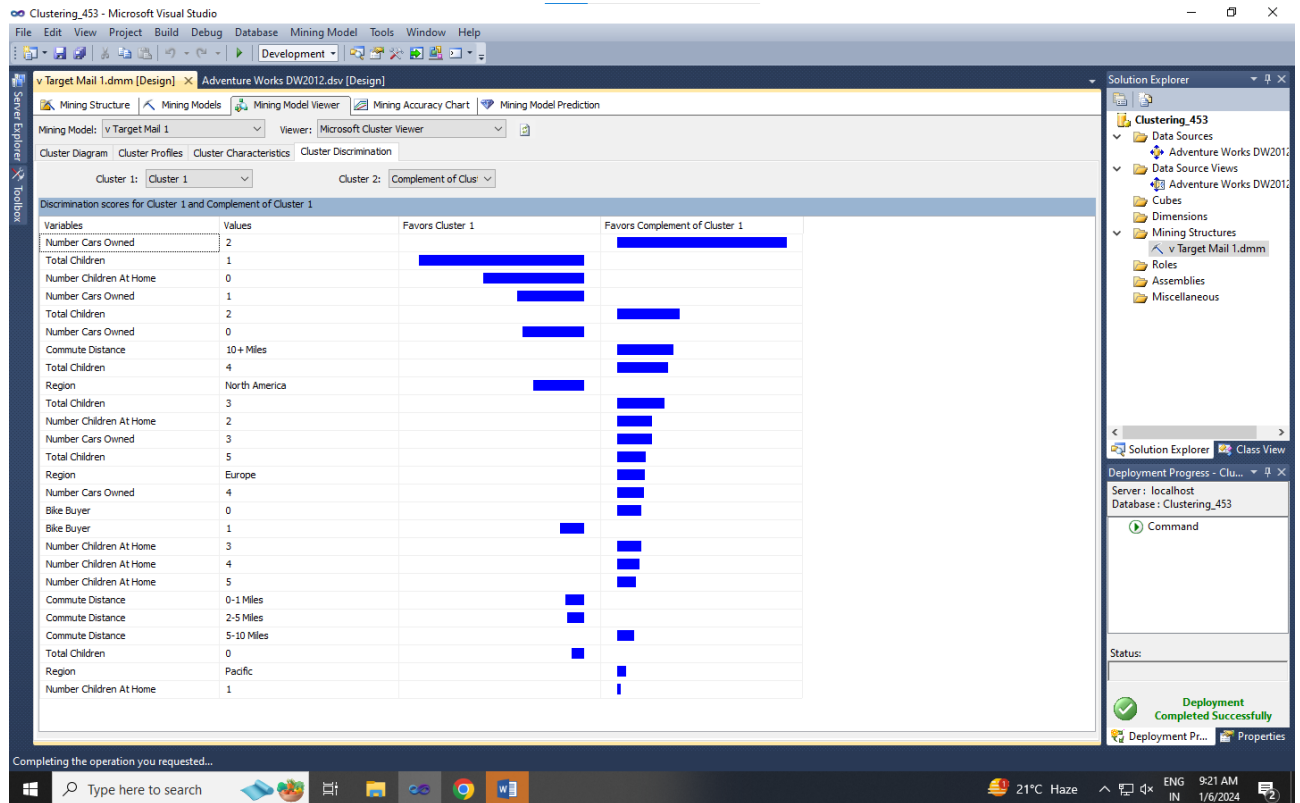 Clustering_453 - Microsoft Visual Studio
File Edit View Project Build Debug Database Mining Model Tools Window Help
Development
v Target Mail 1.dmm [Design] Adventure Works DW2012.dsv [Design]
Mining Structure Mining Models Mining Model Viewer Mining Accuracy Chart Mining Model Prediction
Mining Model: v Target Mail 1 Viewer: Microsoft Cluster Viewer
Cluster Diagram Cluster Profiles Cluster Characteristics Cluster Discrimination
Cluster 1: Cluster 1 Cluster 2: Complement of Clus
Discrimination scores for Cluster 1 and Complement of Cluster 1
Variables Values Favors Cluster 1 Favors Complement of Cluster 1
Number Cars Owned 2
Total Children 1
Number Children At Home 0
Number Cars Owned 1
Total Children 2
Number Cars Owned 0
Commute Distance 10+ Miles
Total Children 4
Region North America
Total Children 3
Number Children At Home 2
Number Cars Owned 3
Total Children 5
Region Europe
Number Cars Owned 4
Bike Buyer 0
Bike Buyer 1
Number Children At Home 3
Number Children At Home 4
Number Children At Home 5
Commute Distance 0-1 Miles
Commute Distance 2-5 Miles
Commute Distance 5-10 Miles
Total Children 0
Region Pacific
Number Children At Home 1
Server Explorer
Toolbox
Solution Explorer
Clustering_453
Data Sources
Adventure Works DW2012
Data Source Views
Adventure Works DW2012
Cubes
Dimensions
Mining Structures
v Target Mail 1.dmm
Roles
Assemblies
Miscellaneous
Solution Explorer Class View
Deployment Progress - Clu...
Server : localhost
Database : Clustering_453
Command
Status:
Deployment
Completed Successfully
Deployment Pr... Properties
Completing the operation you requested...
Type here to search
21°C Haze
ENG
IN
9:21 AM
1/6/2024
2